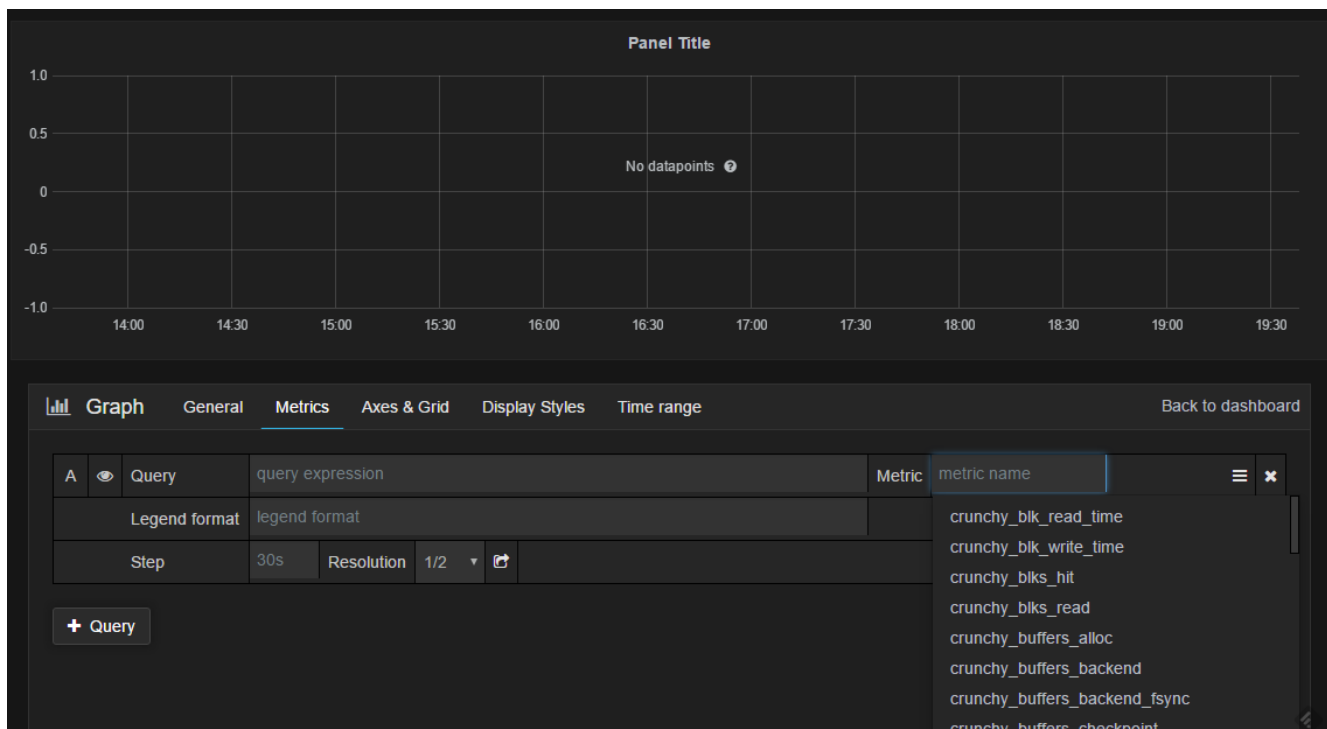 Panel Title
1.0
0.5
0
-0.5
-1.0
No datapoints
14:00 14:30 15:00 15:30 16:00 16:30 17:00 17:30 18:00 18:30 19:00 19:30
Graph General Metrics Axes & Grid Display Styles Time range Back to dashboard
A Query query expression Metric metric name
Legend format legend format
Step 30s Resolution 1/2
+ Query
crunchy_blk_read_time
crunchy_blk_write_time
crunchy_blks_hit
crunchy_blks_read
crunchy_buffers_alloc
crunchy_buffers_backend
crunchy_buffers_backend_fsync
crunchy_buffers_checkpoint